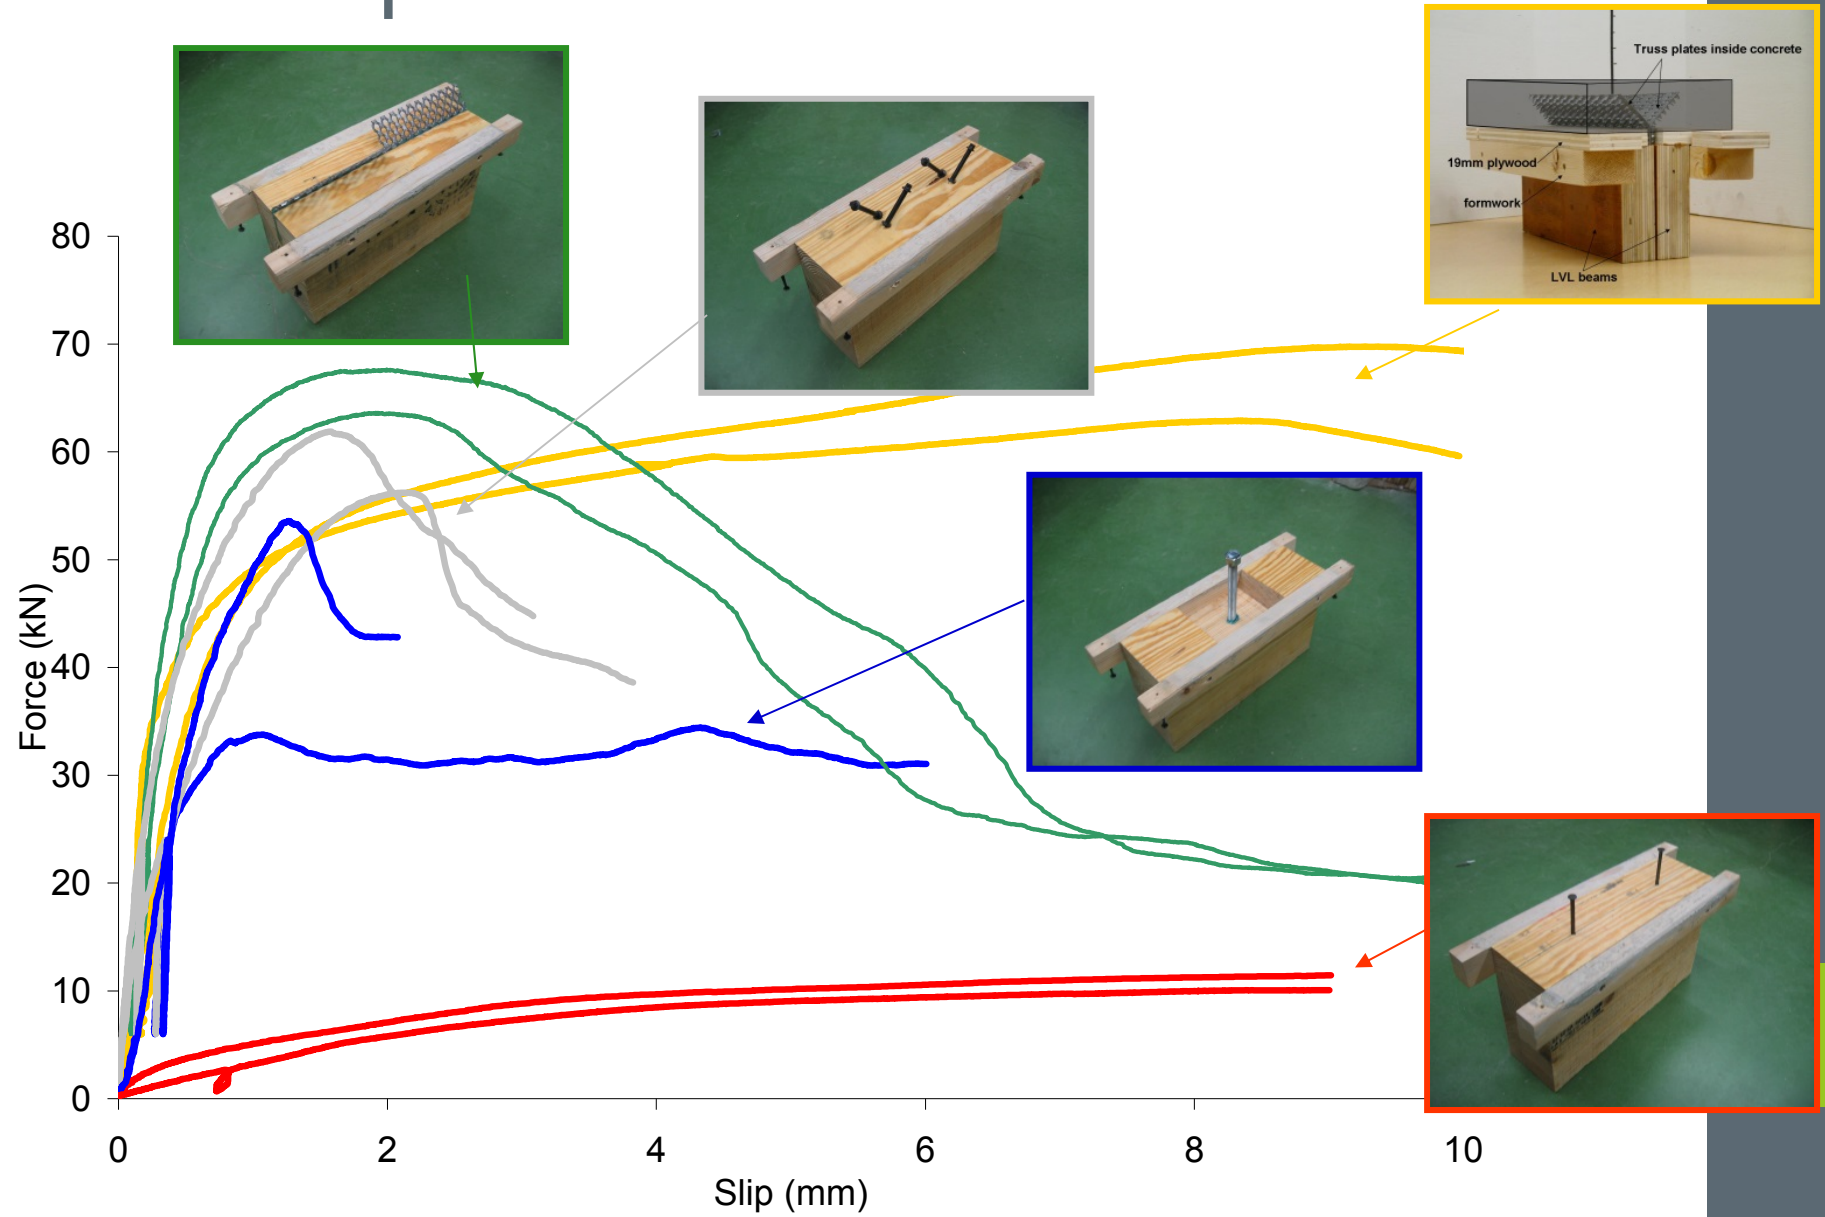 Truss plates inside concrete
19mm plywood
formwork
LVL beams
80
70
60
50
40
30
20
10
0
Force (kN)
0 2 4 6 8 10
Slip (mm)